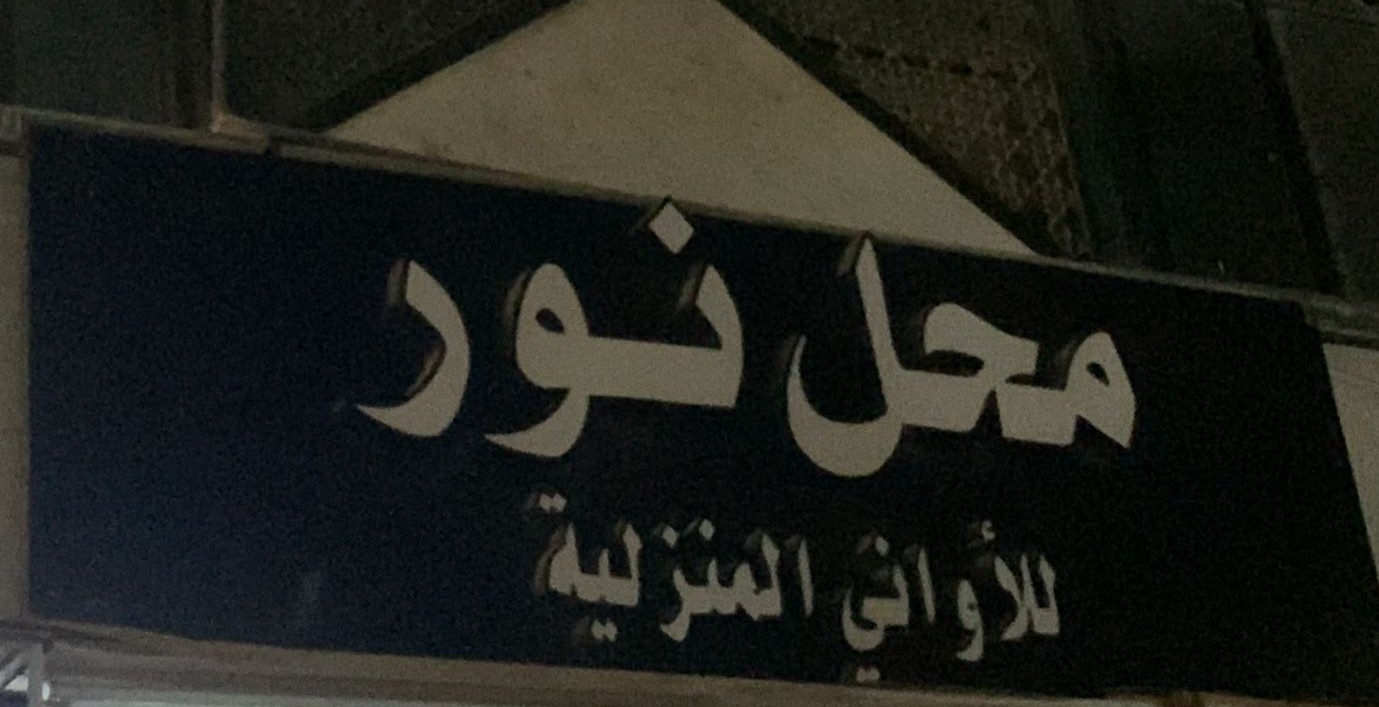 محل نور
للأواني المنزلية